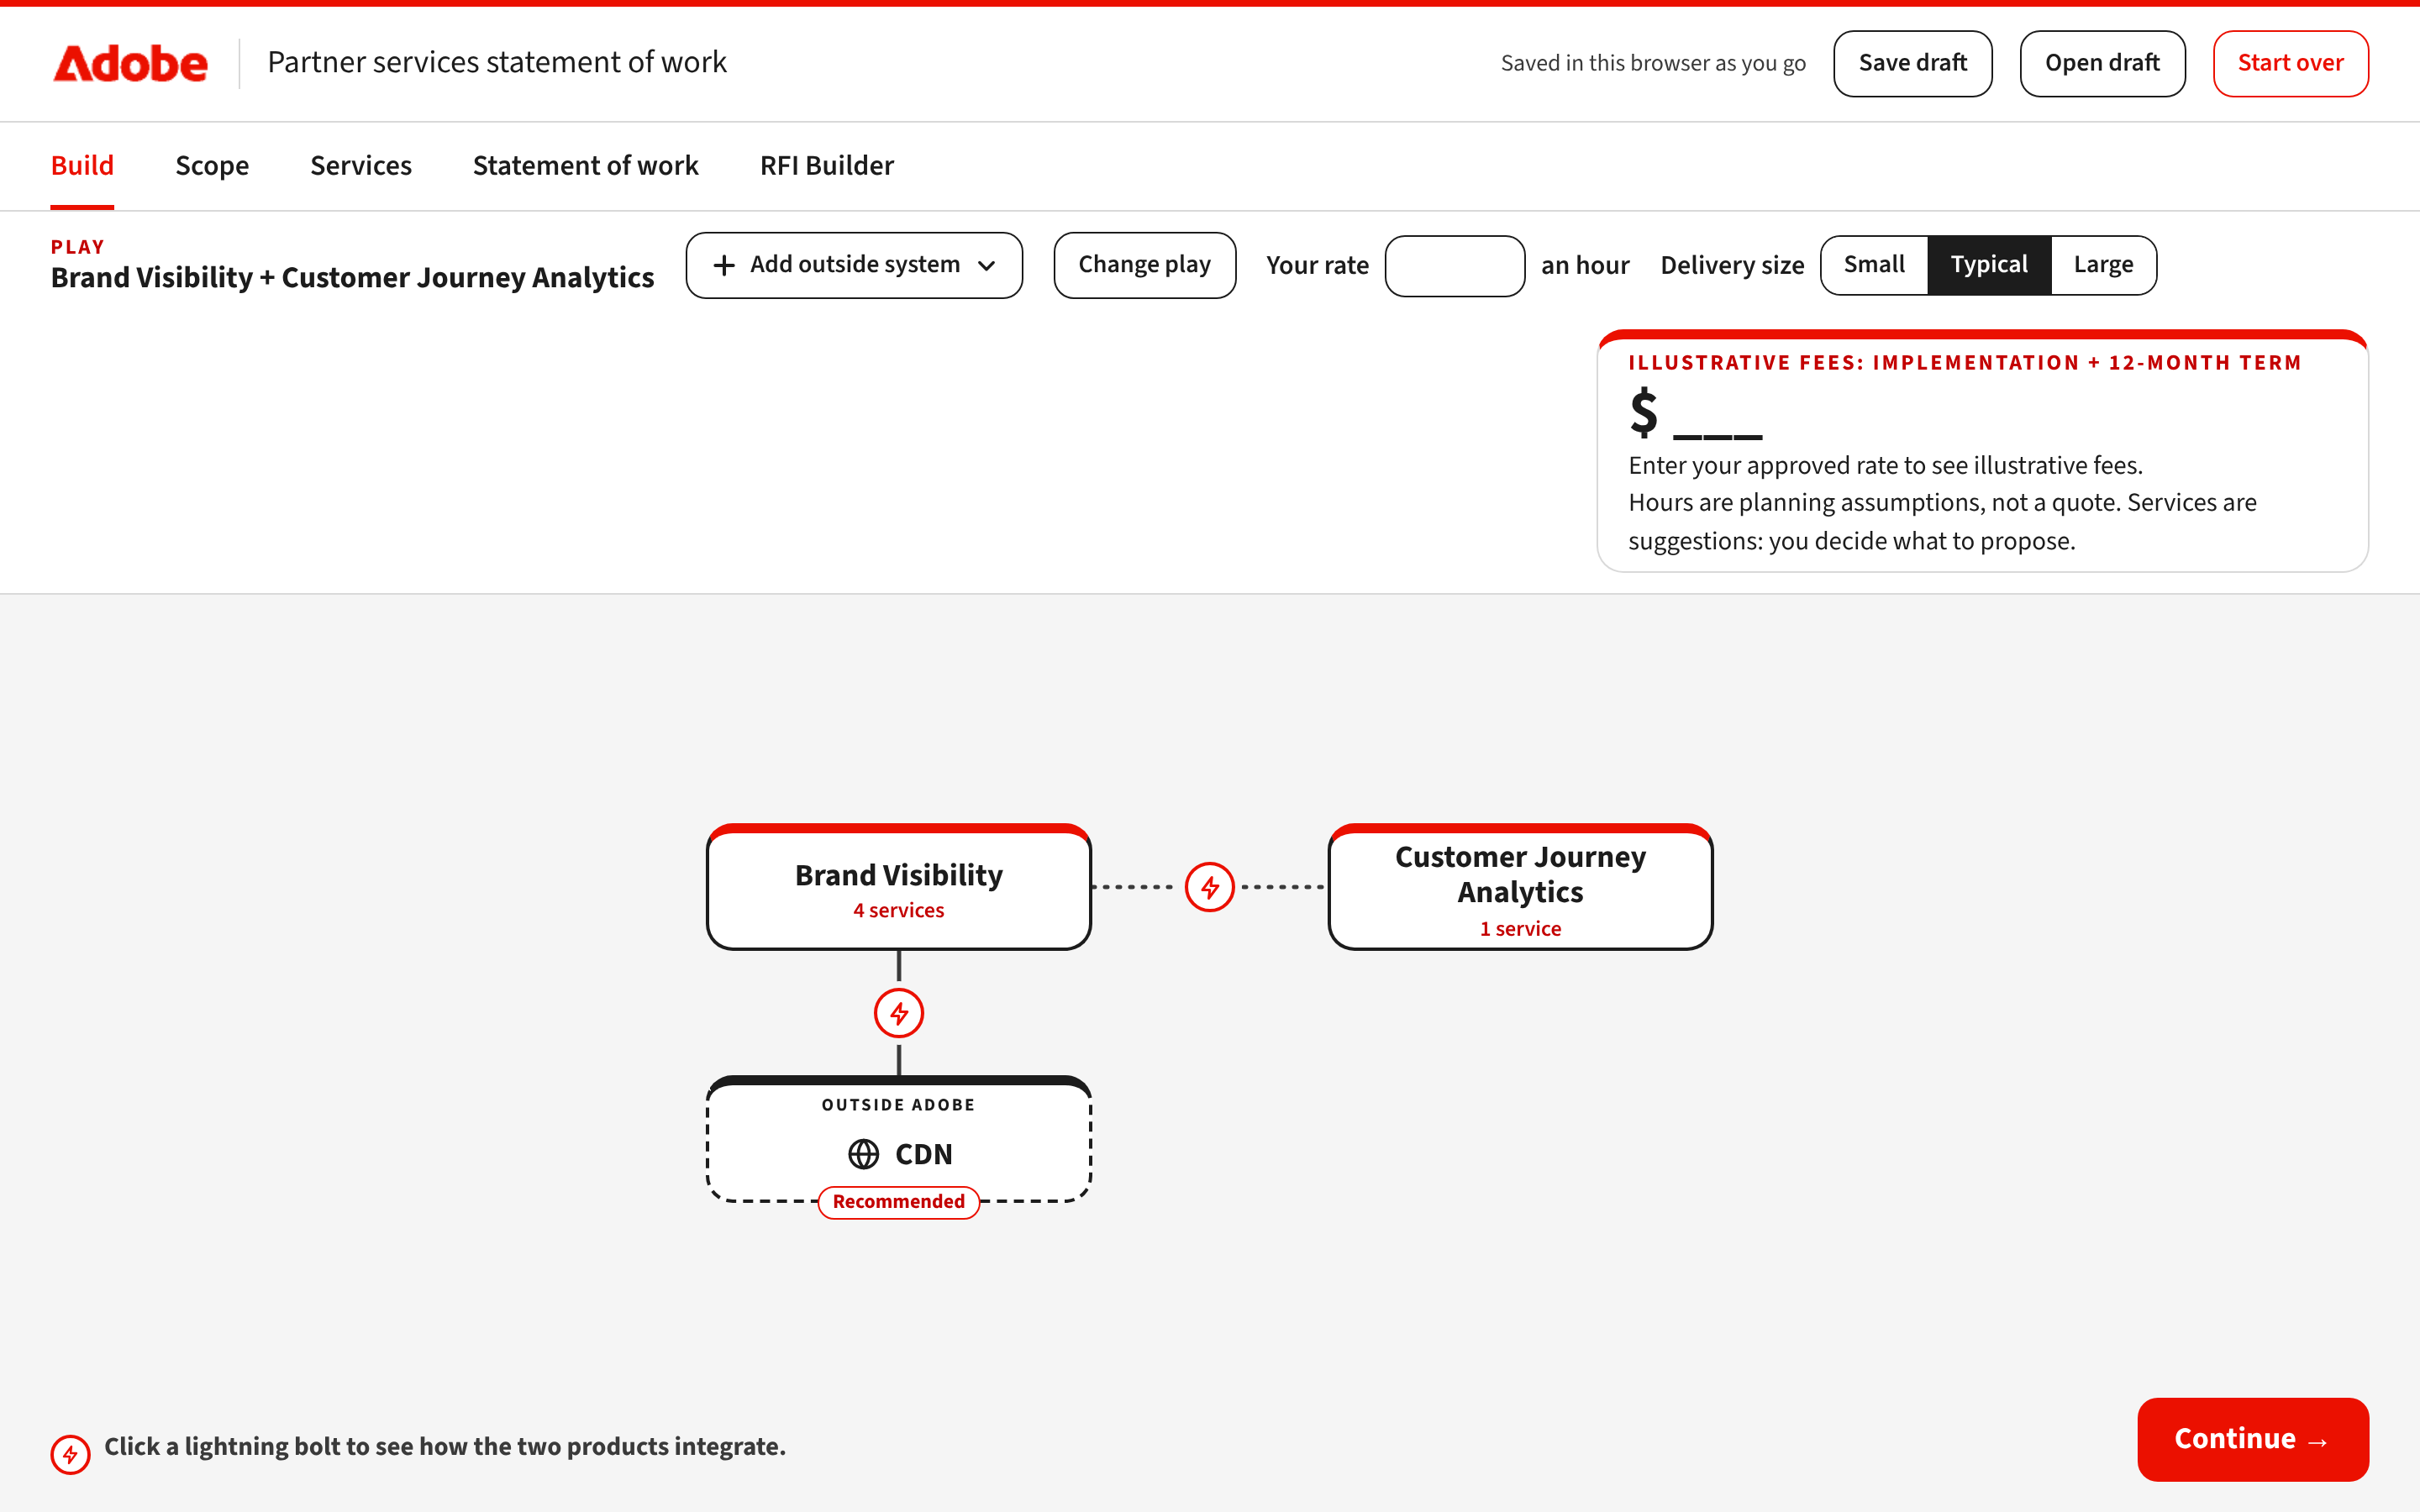 Adobe
Partner services statement of work
Saved in this browser as you go
Save draft
Open draft
Start over
Build
Scope
Services
Statement of work
RFI Builder
PLAY
Brand Visibility + Customer Journey Analytics
Add outside system
Change play
Your rate
an hour
Delivery size
Small
Typical
Large
ILLUSTRATIVE FEES: IMPLEMENTATION + 12-MONTH TERM
$ ___
Enter your approved rate to see illustrative fees.
Hours are planning assumptions, not a quote. Services are
suggestions: you decide what to propose.
Brand Visibility
4 services
Customer Journey
Analytics
1 service
OUTSIDE ADOBE
CDN
Recommended
Click a lightning bolt to see how the two products integrate.
Continue →